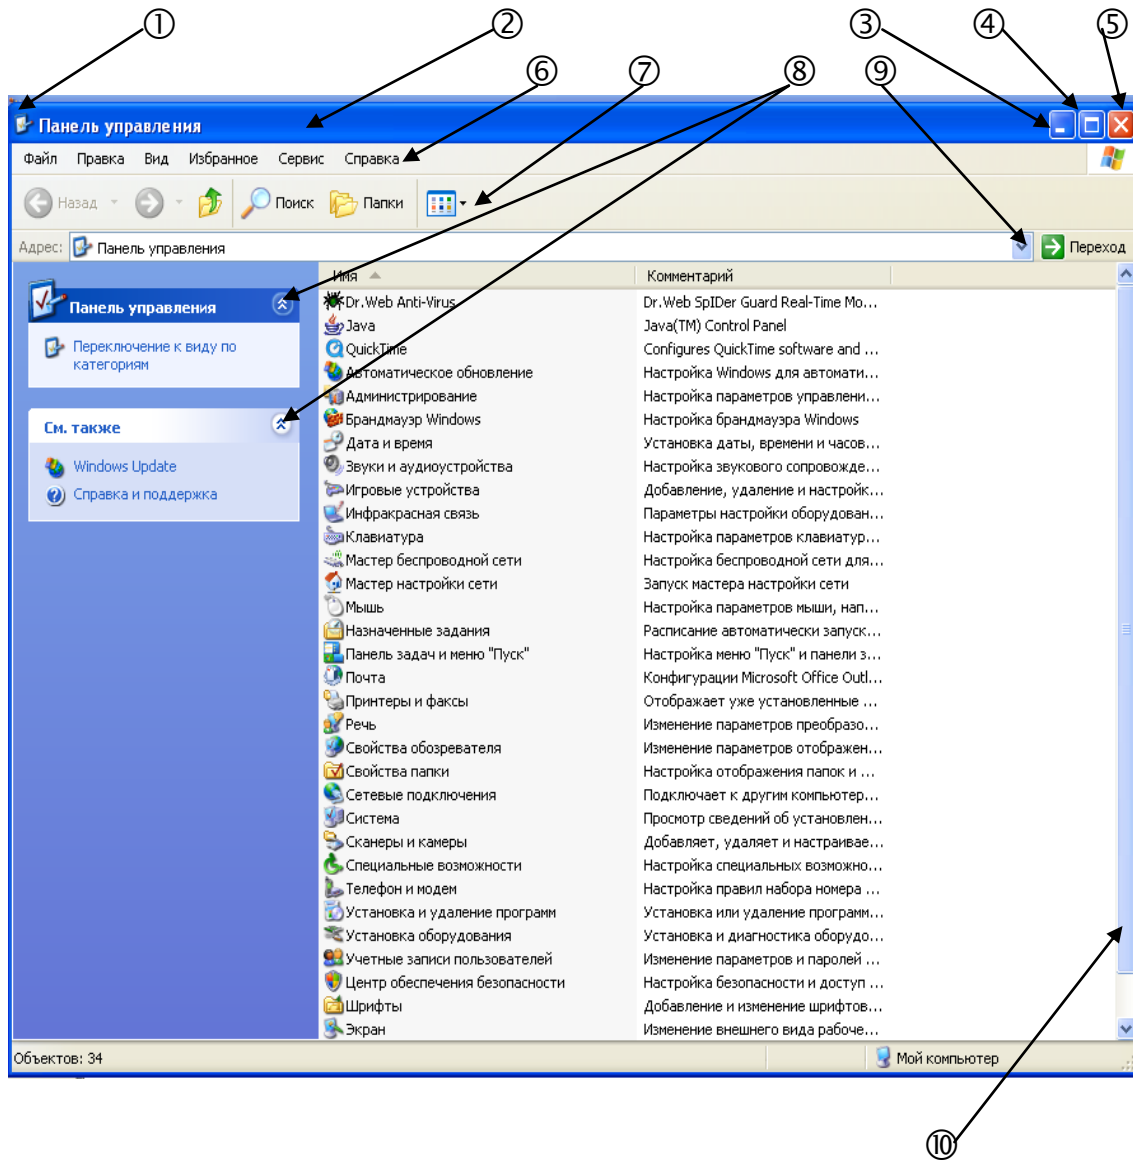 ① ② ③ ④ ⑤
⑥ ⑦ ⑧ ⑨
Панель управления
Файл Правка Вид Избранное Сервис Справка
Назад Поиск Папки
Адрес: Панель управления Переход
Панель управления
Переключение к виду по
категориям
См. также
Windows Update
Справка и поддержка
Имя Комментарий
Dr.Web Anti-Virus Dr.Web SpIDer Guard Real-Time Mo...
Java Java(TM) Control Panel
QuickTime Configures QuickTime software and ...
Автоматическое обновление Настройка Windows для автомати...
Администрирование Настройка параметров управлени...
Брандмауэр Windows Настройка брандмауэра Windows
Дата и время Установка даты, времени и часов...
Звуки и аудиоустройства Настройка звукового сопровожде...
Игровые устройства Добавление, удаление и настройк...
Инфракрасная связь Параметры настройки оборудован...
Клавиатура Настройка параметров клавиатур...
Мастер беспроводной сети Настройка беспроводной сети для...
Мастер настройки сети Запуск мастера настройки сети
Мышь Настройка параметров мыши, нап...
Назначенные задания Расписание автоматически запуск...
Панель задач и меню "Пуск" Настройка меню "Пуск" и панели з...
Почта Конфигурации Microsoft Office Outl...
Принтеры и факсы Отображает уже установленные ...
Речь Изменение параметров преобразо...
Свойства обозревателя Изменение параметров отображен...
Свойства папки Настройка отображения папок и ...
Сетевые подключения Подключает к другим компьютер...
Система Просмотр сведений об установлен...
Сканеры и камеры Добавляет, удаляет и настраивае...
Специальные возможности Настройка специальных возможно...
Телефон и модем Настройка правил набора номера ...
Установка и удаление программ Установка или удаление программ...
Установка оборудования Установка и диагностика оборудо...
Учетные записи пользователей Изменение параметров и паролей ...
Центр обеспечения безопасности Настройка безопасности и доступ ...
Шрифты Добавление и изменение шрифтов...
Экран Изменение внешнего вида рабоче...
Объектов: 34 Мой компьютер
⑩